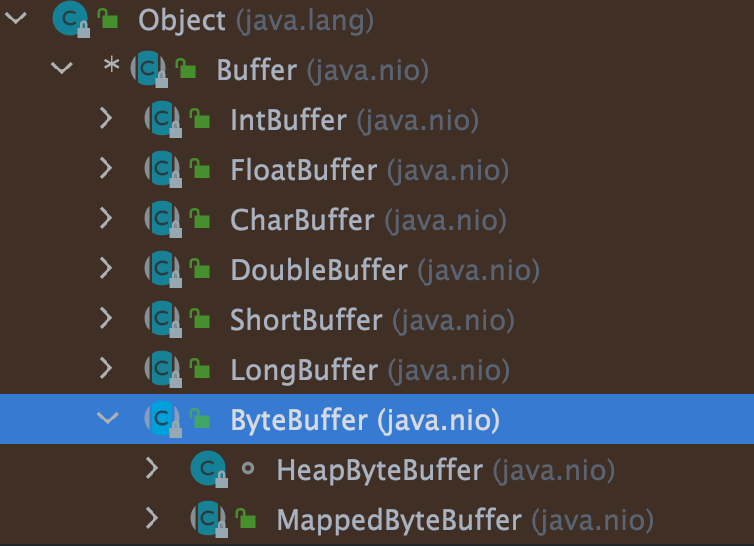 Object (java.lang)
* Buffer (java.nio)
IntBuffer (java.nio)
FloatBuffer (java.nio)
CharBuffer (java.nio)
DoubleBuffer (java.nio)
ShortBuffer (java.nio)
LongBuffer (java.nio)
ByteBuffer (java.nio)
HeapByteBuffer (java.nio)
MappedByteBuffer (java.nio)